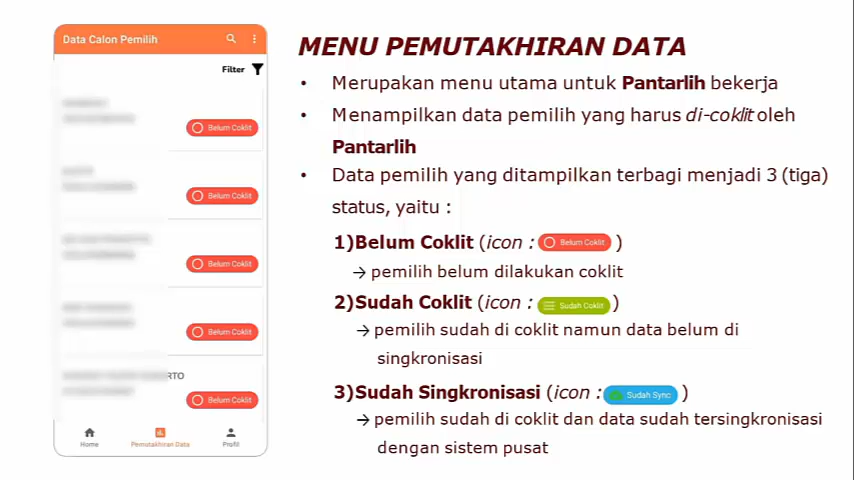 Data Calon Pemilih
Filter
Belum Coklit
Belum Coklit
Belum Coklit
Belum Coklit
RTO
Belum Coklit
Home
Pemutakhiran Data
Profil
MENU PEMUTAKHIRAN DATA
• Merupakan menu utama untuk Pantarlih bekerja
• Menampilkan data pemilih yang harus di-coklit oleh
Pantarlih
• Data pemilih yang ditampilkan terbagi menjadi 3 (tiga)
status, yaitu :
1)Belum Coklit (icon : Belum Coklit )
→ pemilih belum dilakukan coklit
2)Sudah Coklit (icon : Sudah Coklit )
→ pemilih sudah di coklit namun data belum di
singkronisasi
3)Sudah Singkronisasi (icon : Sudah Sync )
→ pemilih sudah di coklit dan data sudah tersingkronisasi
dengan sistem pusat